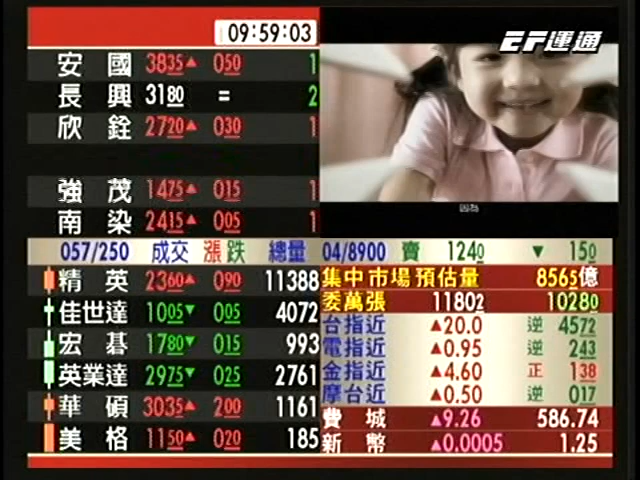 09:59:03
EF運通
安國 3835▲ 050 1
長興 3180 = 2
欣銓 2720▲ 030 1
強茂 1475▲ 015 1
南染 2415▲ 005 1
因為
057/250 成交 漲跌 總量
04/8900 賣 1240 ▼ 150
精英 2360▲ 090 11388
佳世達 1005▼ 005 4072
宏碁 1780▼ 015 993
英業達 2975▼ 025 2761
華碩 3035▲ 200 1161
美格 1150▲ 020 185
集中市場預估量 8565億
委萬張 11802 10280
台指近 ▲20.0 逆 4572
電指近 ▲0.95 逆 243
金指近 ▲4.60 正 138
摩台近 ▲0.50 逆 017
費城 ▲9.26 586.74
新幣 ▲0.0005 1.25